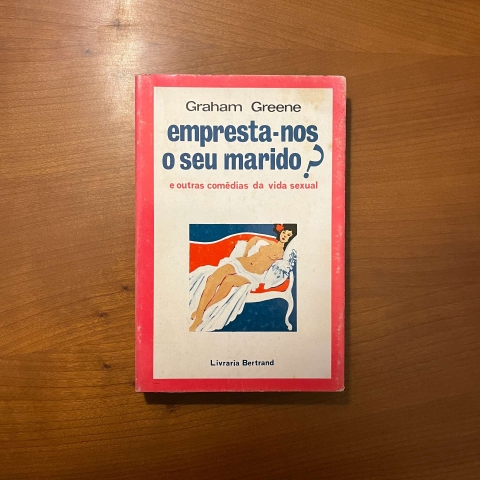 Graham Greene
empresta-nos
o seu marido?
e outras comédias da vida sexual
Livraria Bertrand